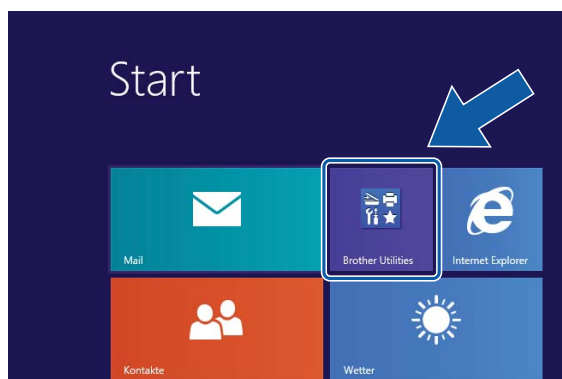 Start
Mail
Brother Utilities
Internet Explorer
Kontakte
Wetter